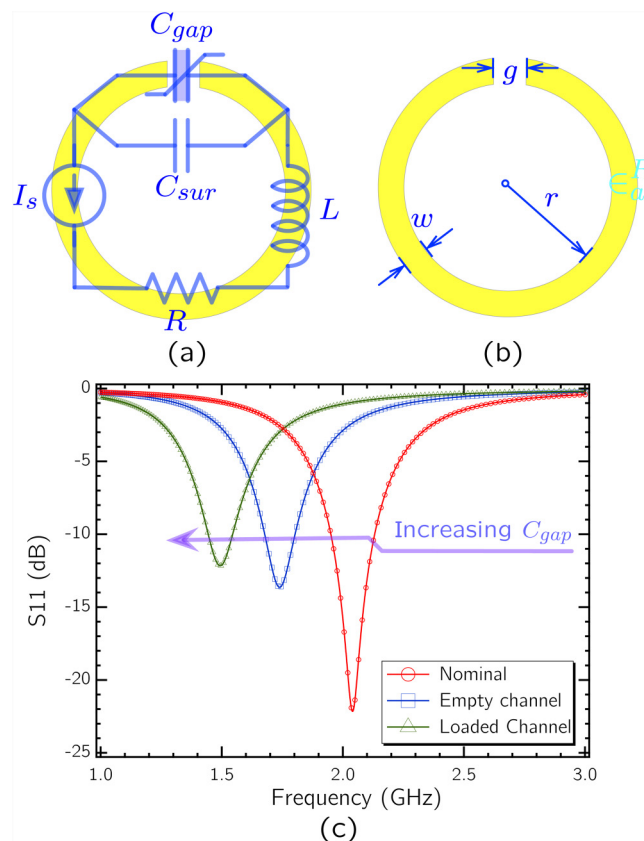 C_gap
C_sur
I_s
L
R
(a)
g
r
w
(b)
0
-5
-10
-15
-20
-25
S11 (dB)
Increasing C_gap
Nominal
Empty channel
Loaded Channel
1.0 1.5 2.0 2.5 3.0
Frequency (GHz)
(c)